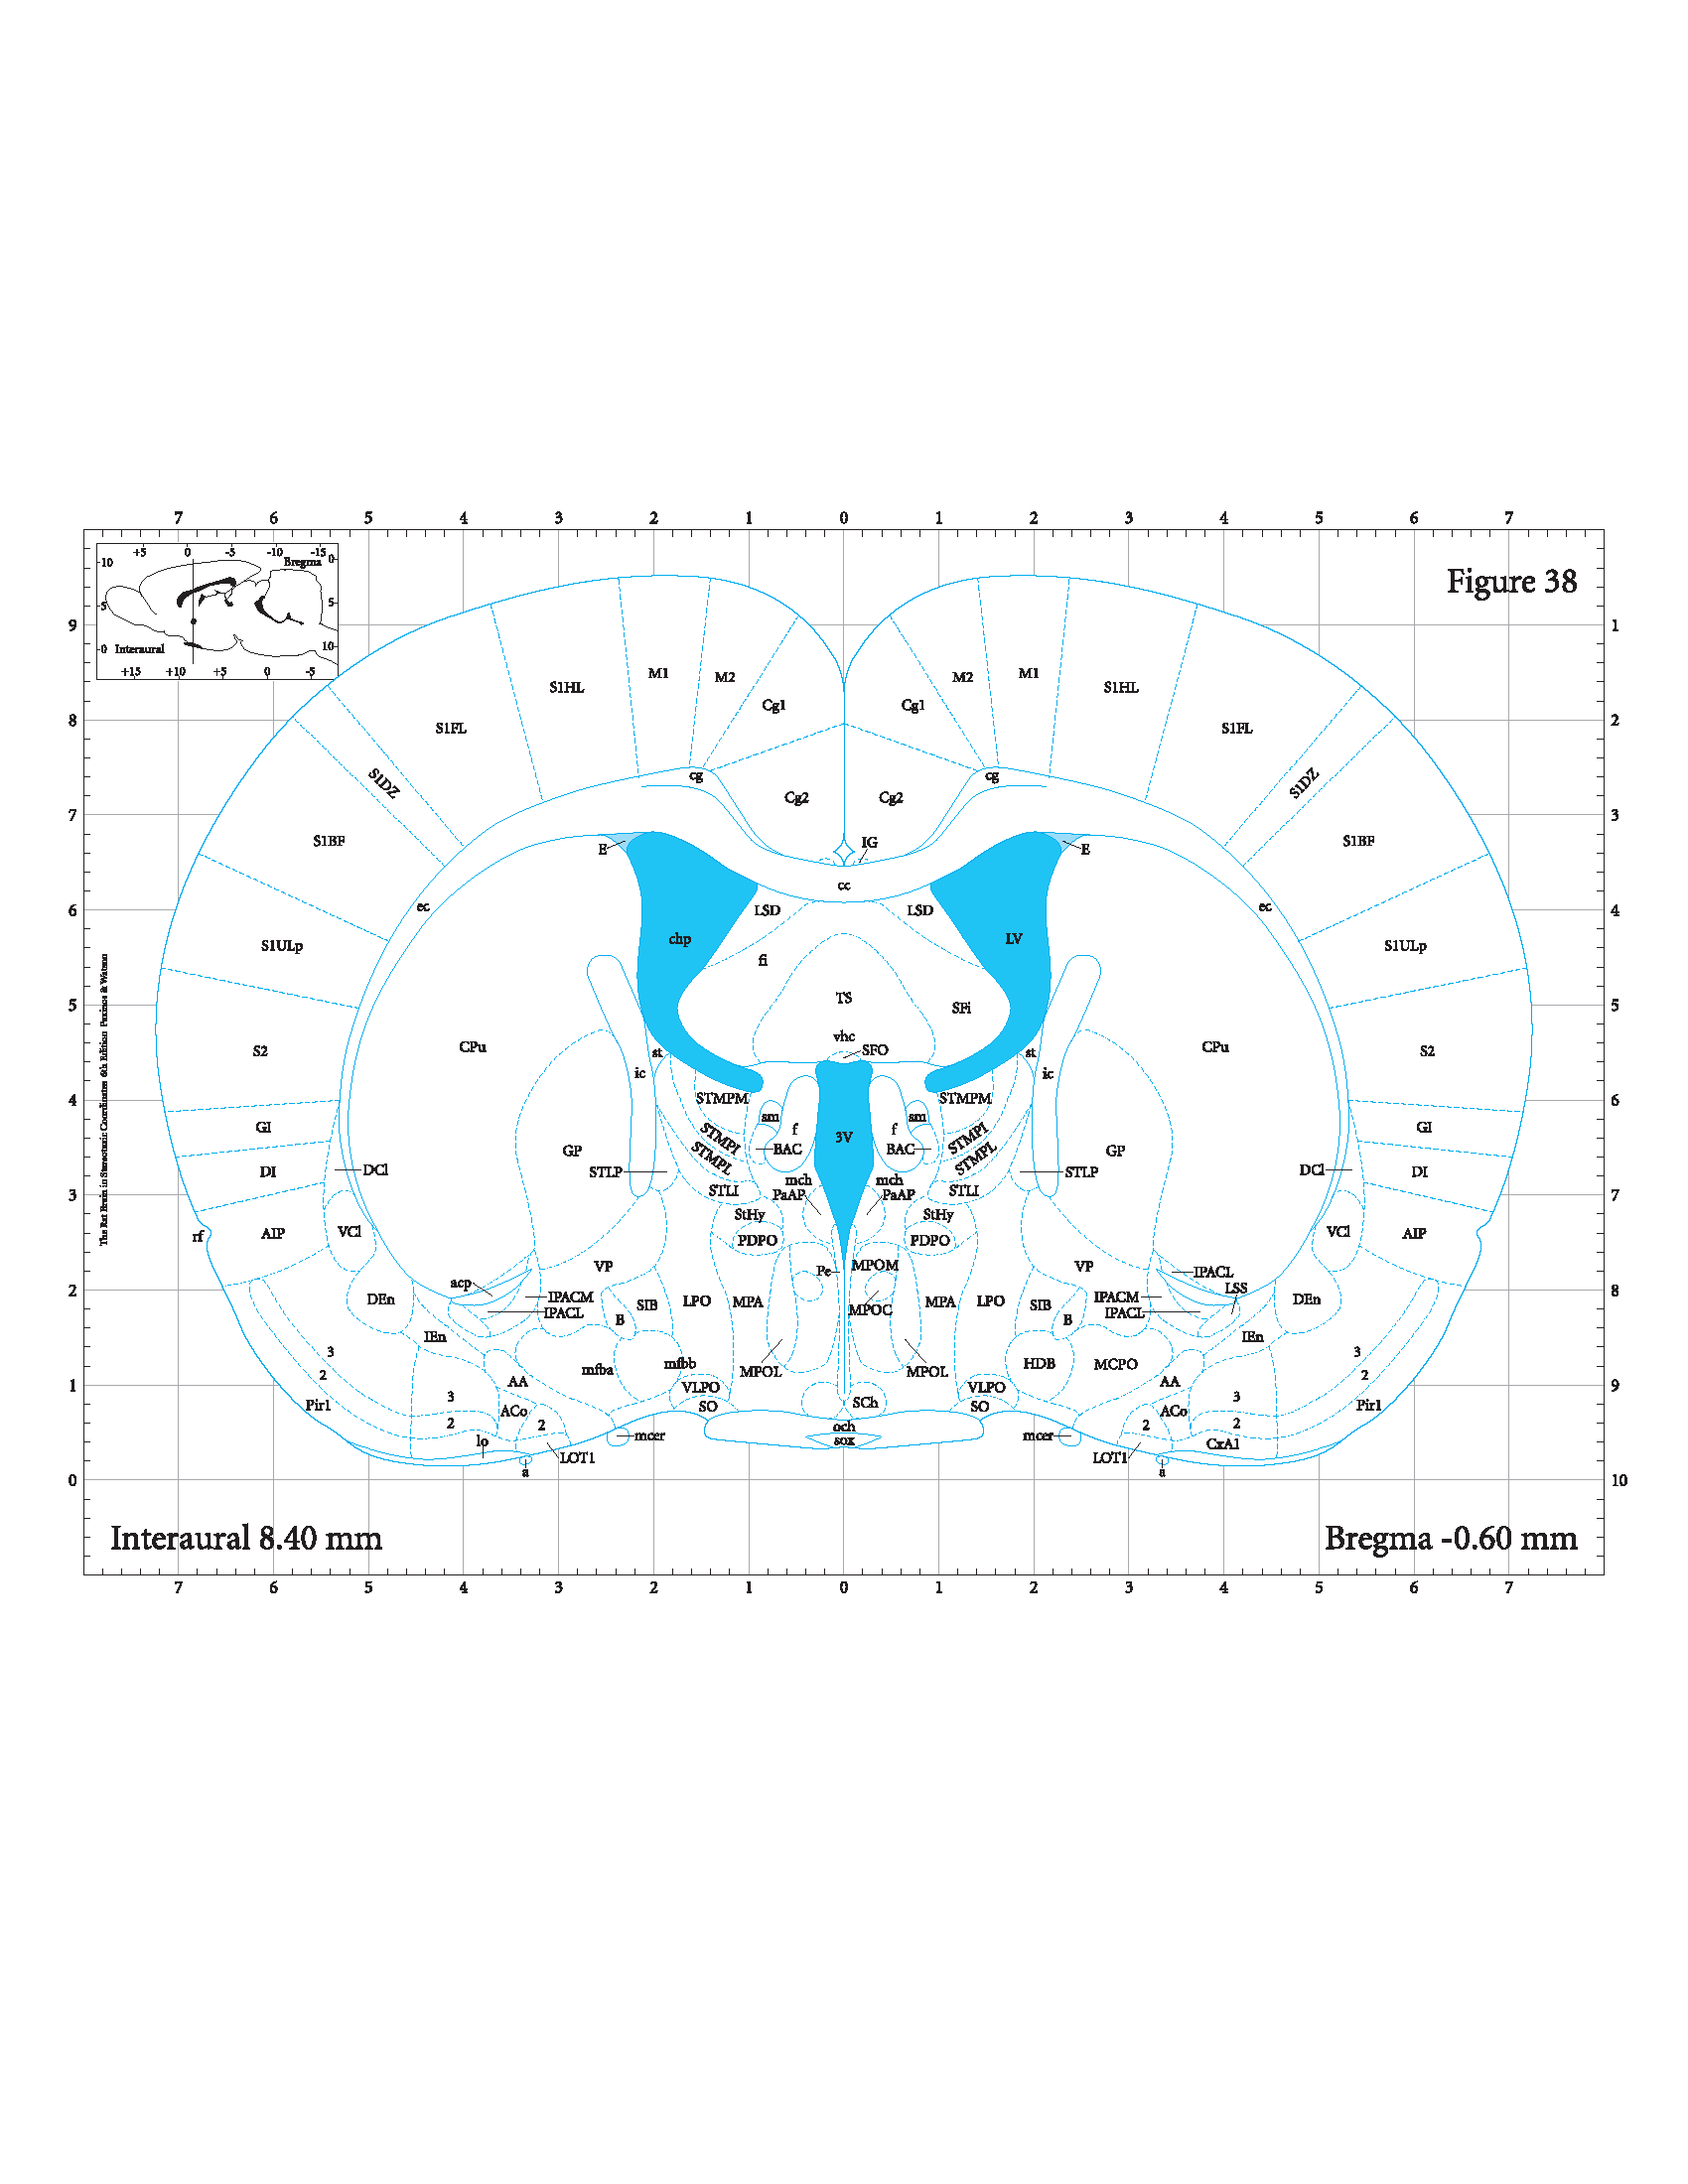 7 6 5 4 3 2 1 0 1 2 3 4 5 6 7
+5 0 -5 -10 -15
Bregma
10 0
5 5
0 Interaural 10
+15 +10 +5 0 -5
Figure 38
9 1
8 2
7 3
6 4
5 5
4 6
3 7
2 8
1 9
0 10
M1 M2 M2 M1
S1HL Cg1 Cg1 S1HL
S1FL S1FL
S1DZ cg cg S1DZ
Cg2 Cg2
S1BF E IG E S1BF
cc
ec LSD LSD ec
S1ULp chp fi LV S1ULp
TS SFi
vhc
S2 CPu st SFO st CPu S2
ic ic
STMPM STMPM
sm f f sm
GI STMPI 3V STMPI GI
GP BAC BAC GP
STMPL STMPL
DI DCl STLP STLP DCl DI
mch mch
STLI PaAP PaAP STLI
StHy StHy
rf AIP VCl PDPO PDPO VCl AIP
VP Pe MPOM VP IPACL
acp LSS
DEn IPACM SIB LPO MPA MPOC MPA LPO SIB IPACM DEn
IPACL B B IPACL
IEn IEn
3 mfba mfbb HDB MCPO 3
2 MPOL MPOL 2
AA VLPO VLPO AA
Pir1 3 ACo SO SCh SO ACo 3 Pir1
2 2 och 2 2
lo mcer sox mcer CxA1
LOT1 LOT1
a a
The Rat Brain in Stereotaxic Coordinates 6th Edition Paxinos & Watson
Interaural 8.40 mm
Bregma -0.60 mm
7 6 5 4 3 2 1 0 1 2 3 4 5 6 7